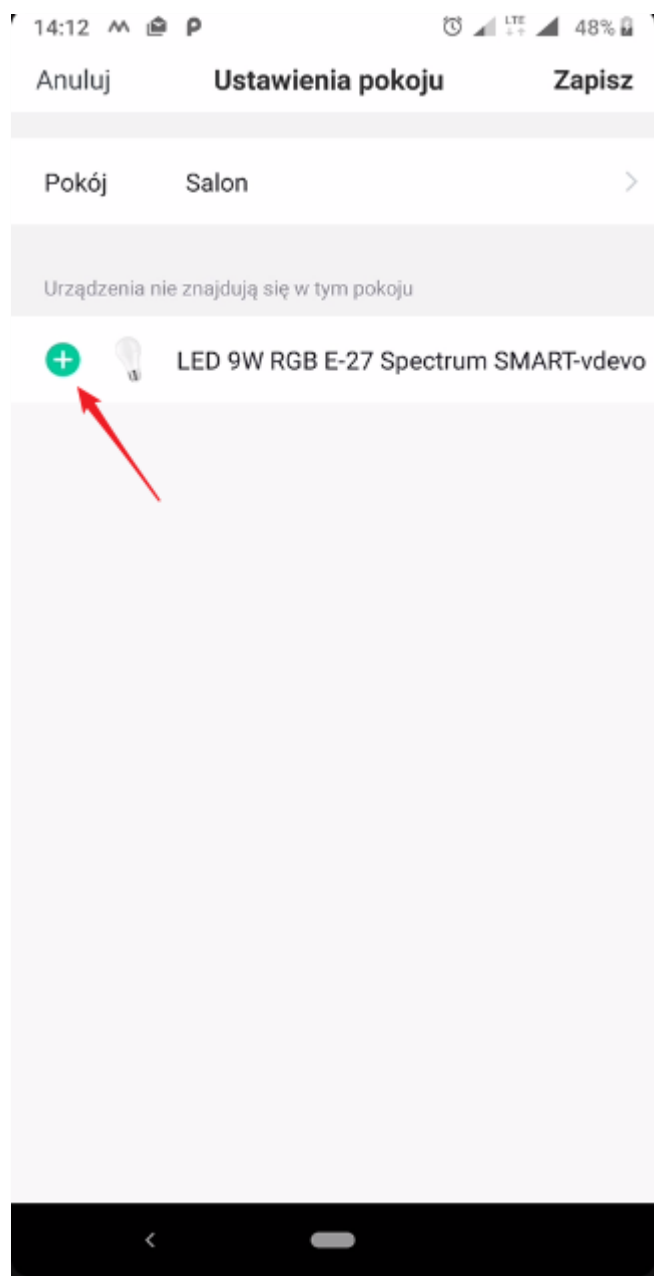 14:12 LTE 48%
Anuluj Ustawienia pokoju Zapisz
Pokój Salon
Urządzenia nie znajdują się w tym pokoju
LED 9W RGB E-27 Spectrum SMART-vdevo